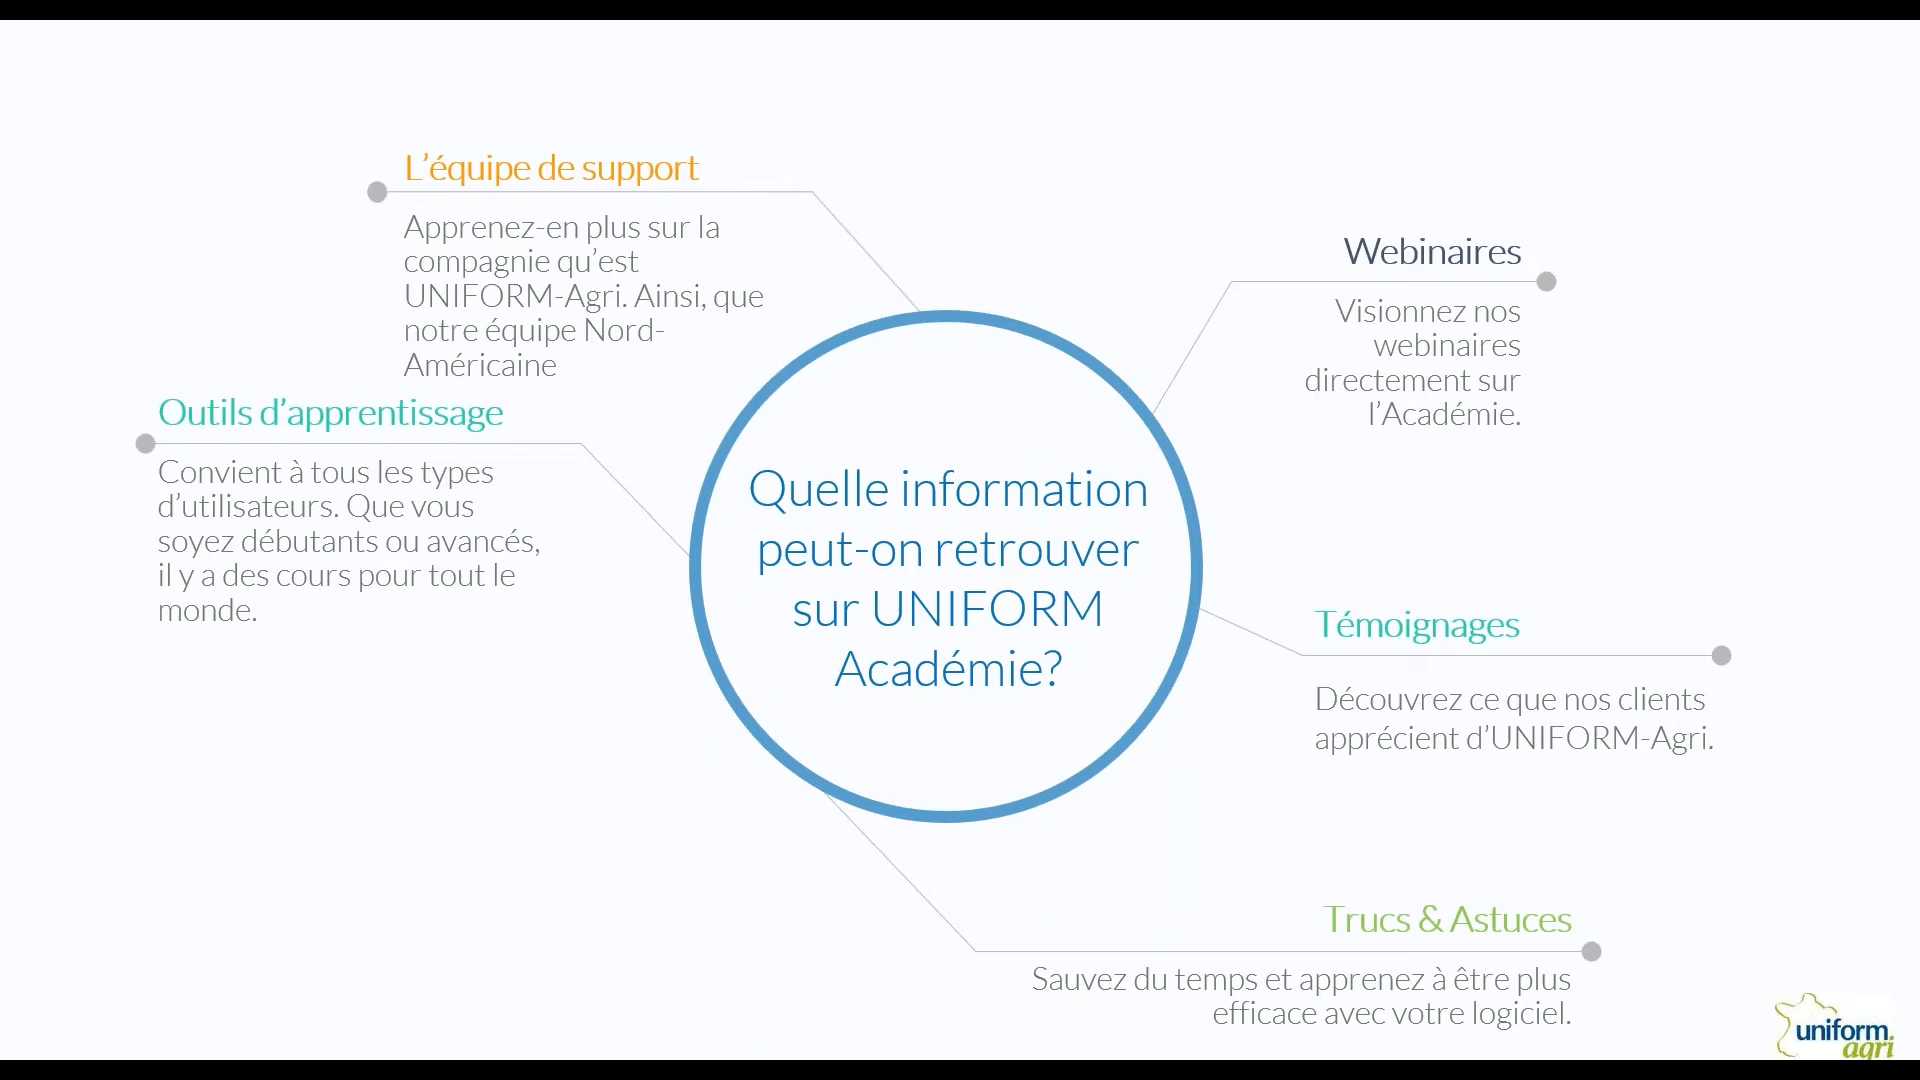 L’équipe de support
Apprenez-en plus sur la
compagnie qu’est
UNIFORM-Agri. Ainsi, que
notre équipe Nord-
Américaine
Outils d’apprentissage
Convient à tous les types
d’utilisateurs. Que vous
soyez débutants ou avancés,
il y a des cours pour tout le
monde.
Quelle information
peut-on retrouver
sur UNIFORM
Académie?
Webinaires
Visionnez nos
webinaires
directement sur
l’Académie.
Témoignages
Découvrez ce que nos clients
apprécient d’UNIFORM-Agri.
Trucs & Astuces
Sauvez du temps et apprenez à être plus
efficace avec votre logiciel.
uniform
agri